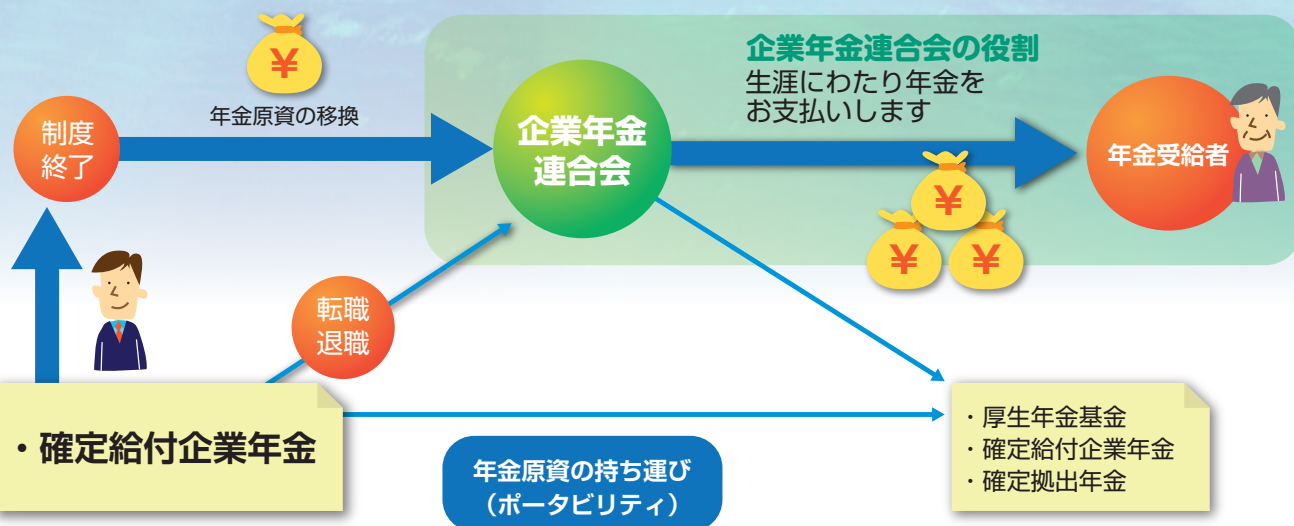 企業年金連合会の役割
生涯にわたり年金を
お支払いします
¥
年金原資の移換
制度
終了
企業年金
連合会
年金受給者
¥
¥
¥
転職
退職
・確定給付企業年金
年金原資の持ち運び
(ポータビリティ)
・厚生年金基金
・確定給付企業年金
・確定拠出年金